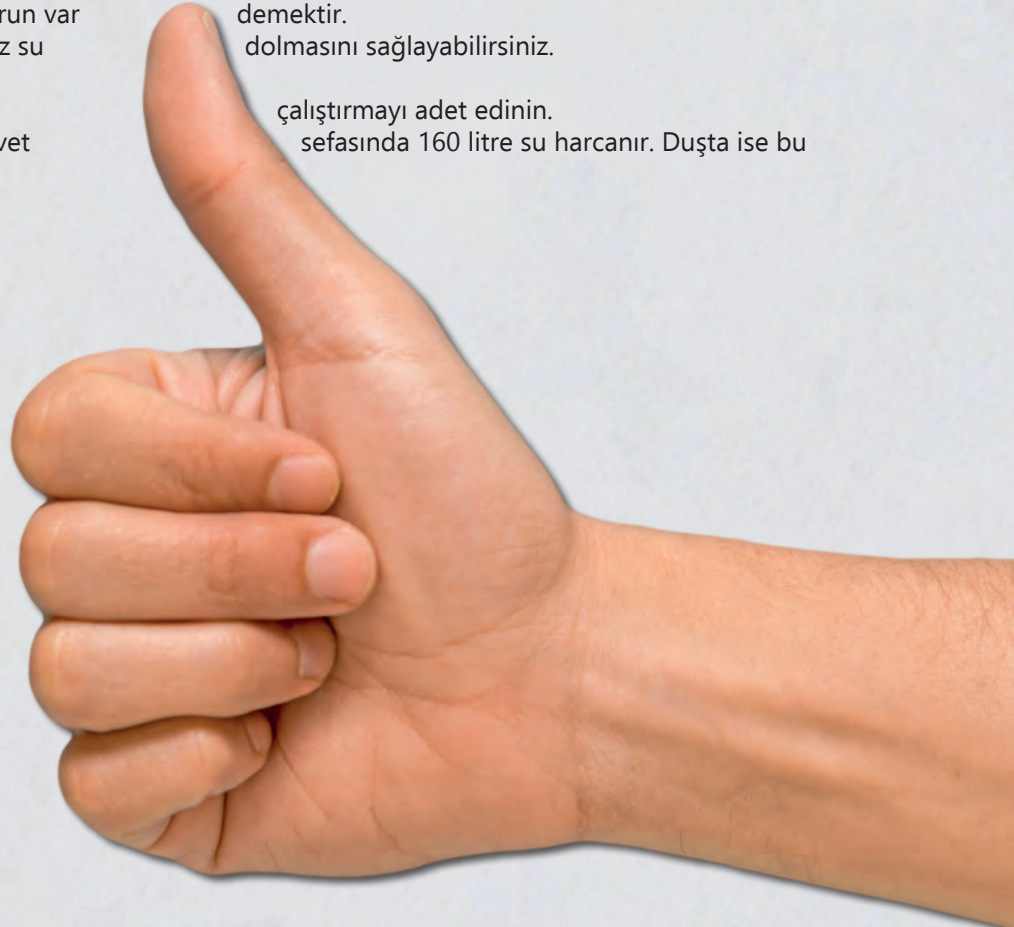 run var demektir.
z su dolmasını sağlayabilirsiniz.
çalıştırmayı adet edinin.
vet sefasında 160 litre su harcanır. Duşta ise bu